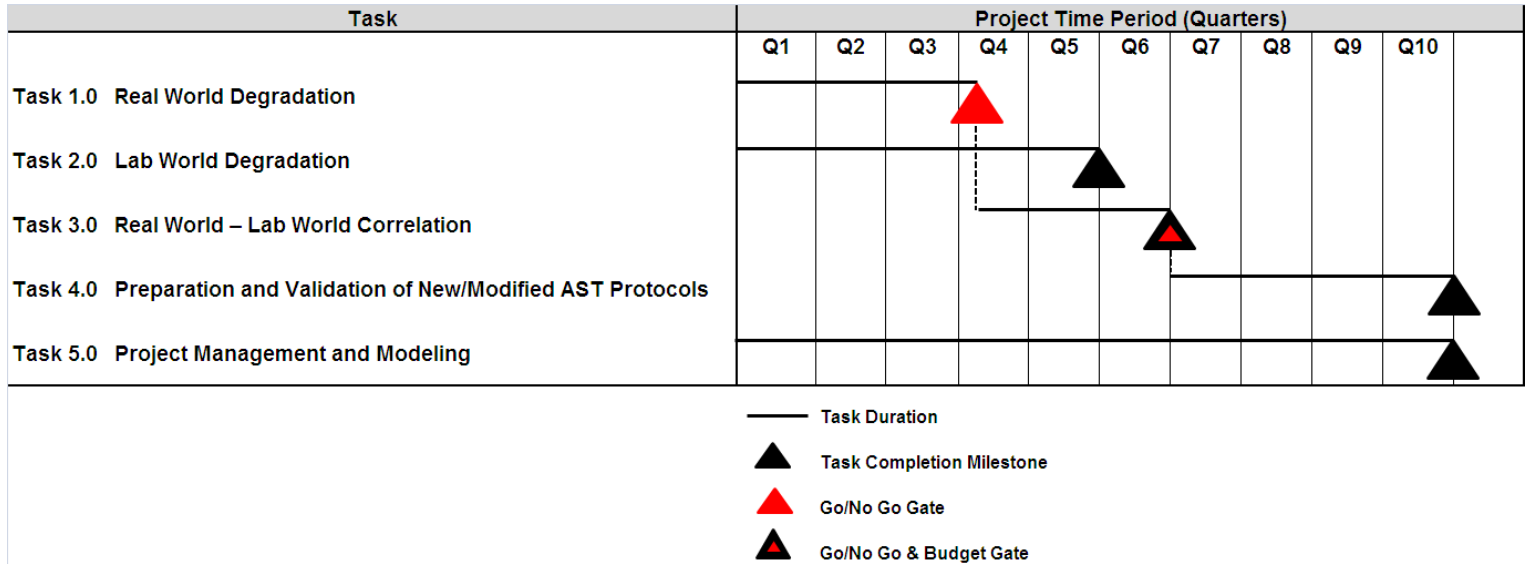 Task Project Time Period (Quarters)
Q1 Q2 Q3 Q4 Q5 Q6 Q7 Q8 Q9 Q10
Task 1.0 Real World Degradation
Task 2.0 Lab World Degradation
Task 3.0 Real World – Lab World Correlation
Task 4.0 Preparation and Validation of New/Modified AST Protocols
Task 5.0 Project Management and Modeling
Task Duration
Task Completion Milestone
Go/No Go Gate
Go/No Go & Budget Gate